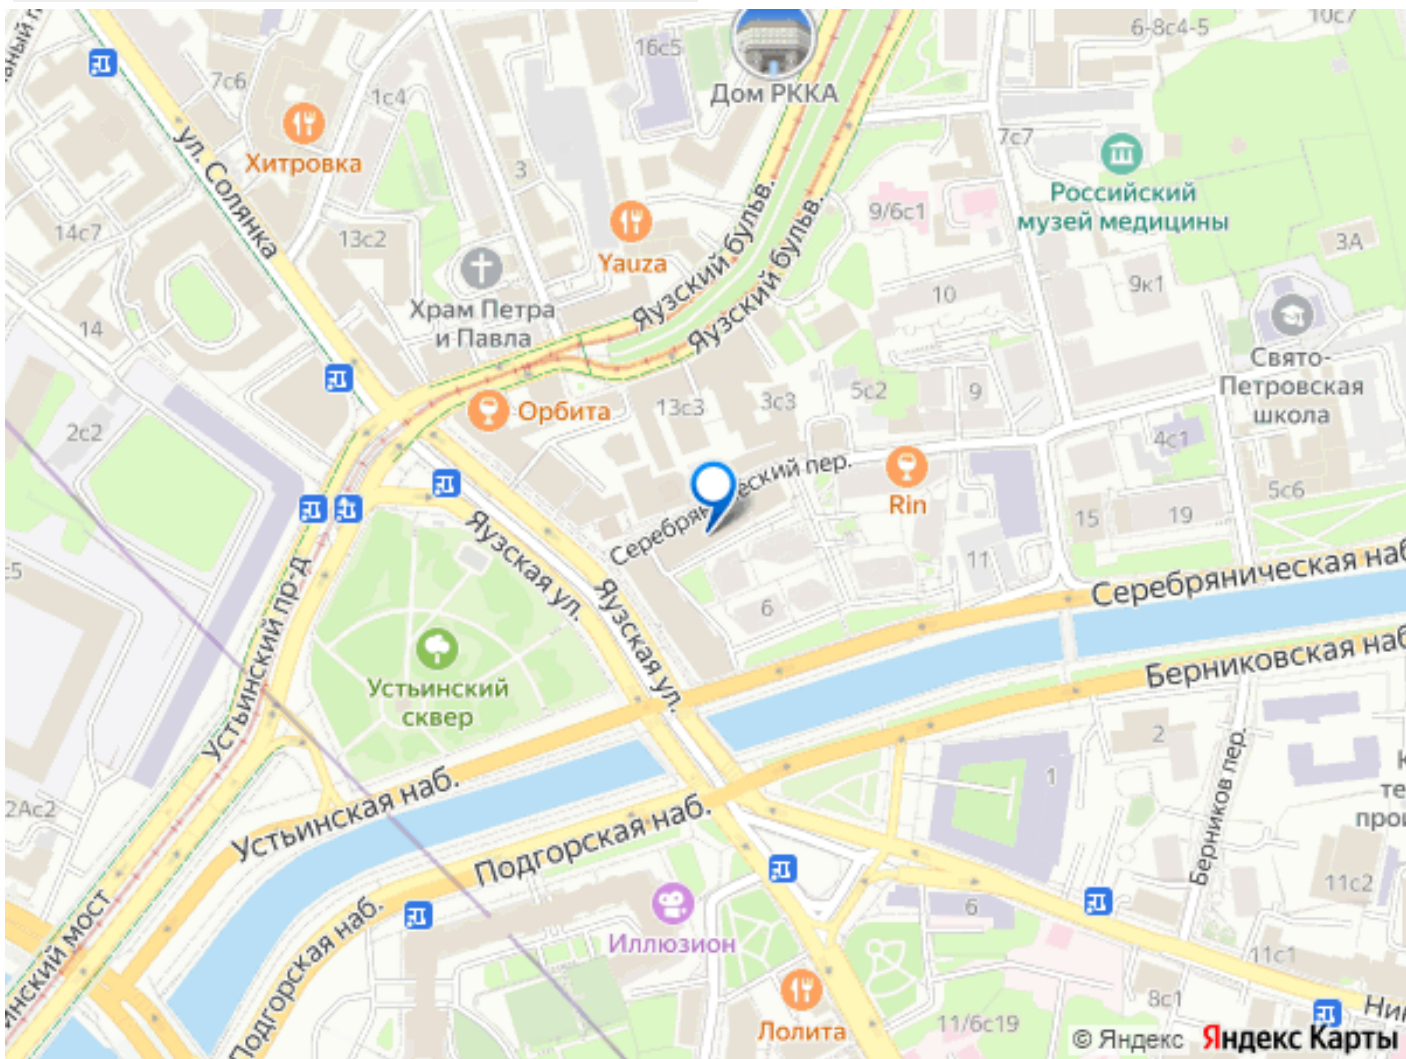 10с7
6-8с4-5
16с5
7с6
1с4
Дом РККА
Хитровка
ул. Солянка
3
7с7
Российский
музей медицины
9/6с1
14с7
13с2
Yauza
Яузский бульв.
Яузский бульв.
3А
Храм Петра
и Павла
10
9к1
14
Свято-
Петровская
школа
Орбита
13с3
3с3
5с2
9
2с2
4с1
Серебрянический пер.
Rin
5с6
15
19
Яузская ул.
Яузская ул.
11
6
Серебряническая наб
Берниковская наб
Устьинский пр-д
Устьинский
сквер
2
1
Берников пер.
2Ас2
Устьинская наб.
Подгорская наб.
Подгорская наб.
11с2
6
Иллюзион
11с1
инский мост
Лолита
11/6с19
8с1
© Яндекс Яндекс Карты